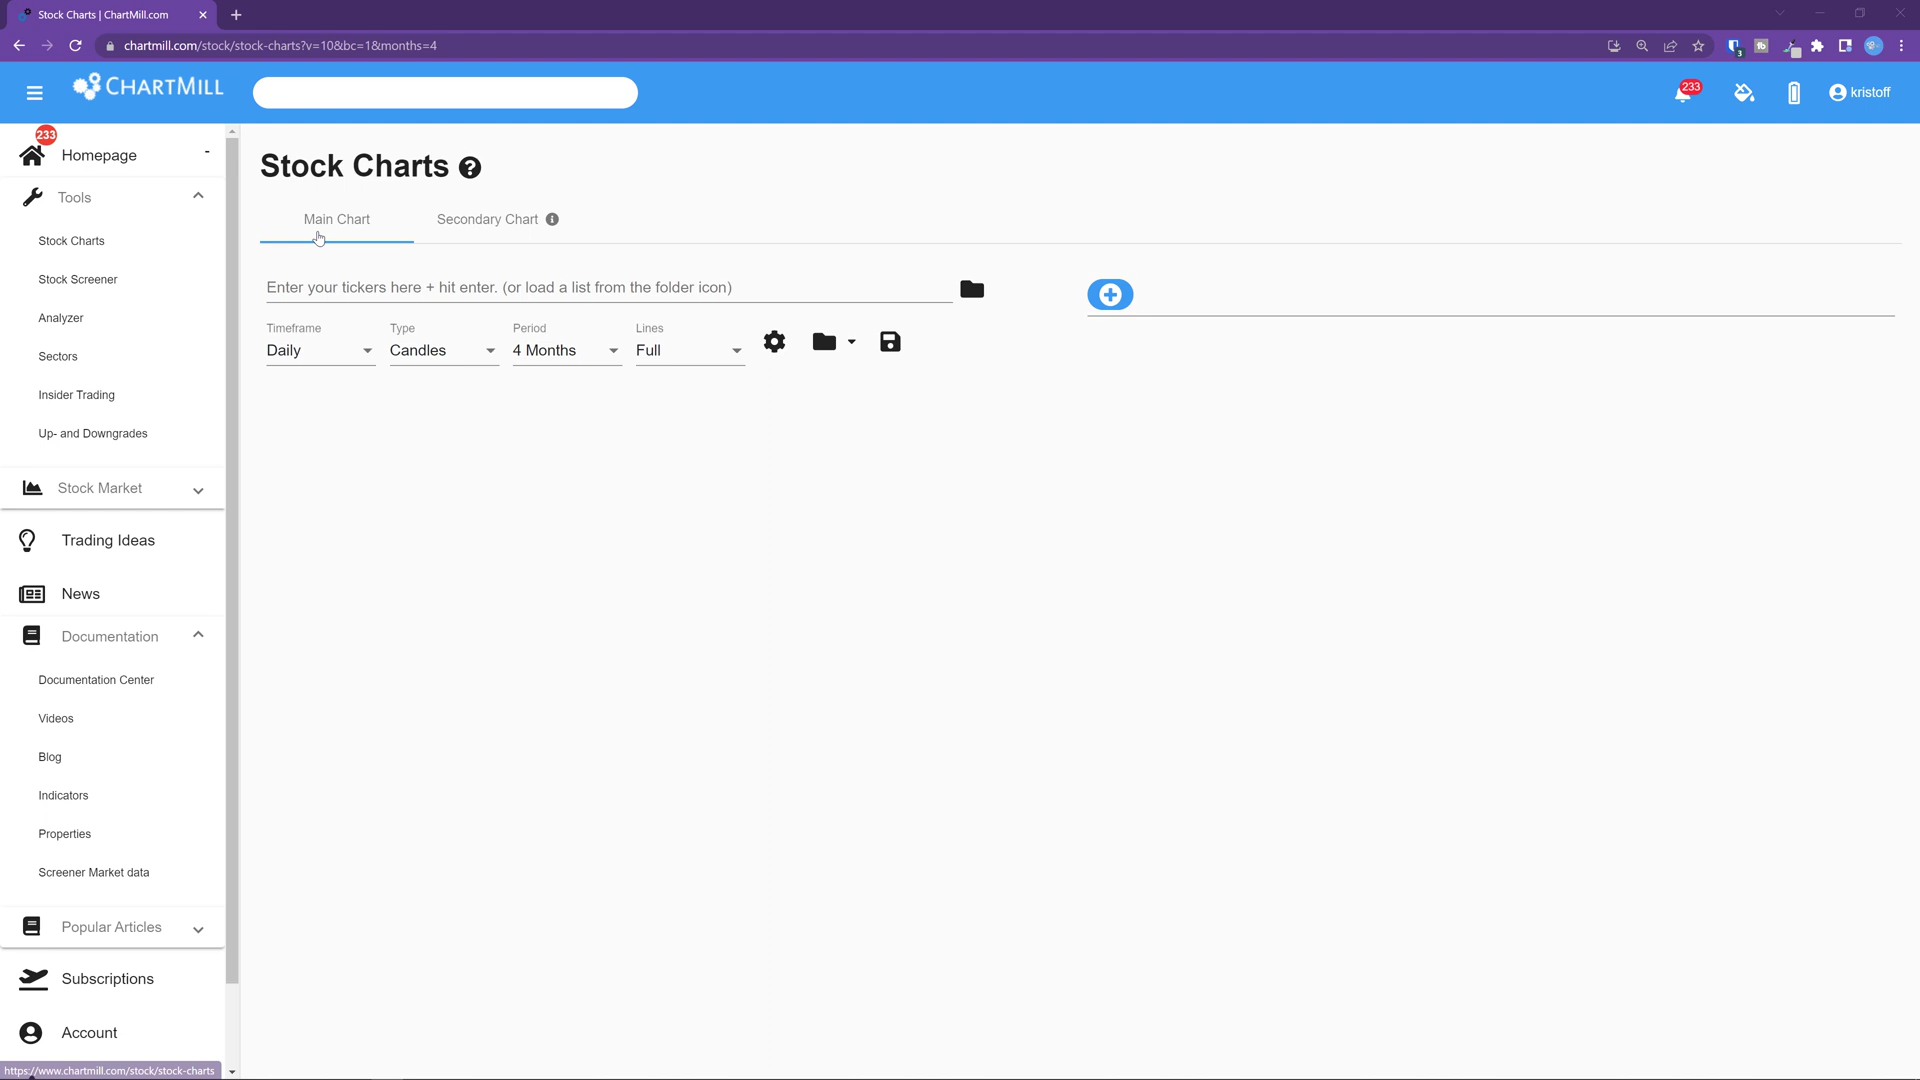 Stock Charts | ChartMill.com
chartmill.com/stock/stock-charts?v=10&bc=1&months=4
3
fb
CHARTMILL
233
kristoff
233
Homepage
-
Tools
Stock Charts
Stock Screener
Analyzer
Sectors
Insider Trading
Up- and Downgrades
Stock Market
Trading Ideas
News
Documentation
Documentation Center
Videos
Blog
Indicators
Properties
Screener Market data
Popular Articles
Subscriptions
Account
https://www.chartmill.com/stock/stock-charts
Stock Charts ?
Main Chart
Secondary Chart
Enter your tickers here + hit enter. (or load a list from the folder icon)
Timeframe Type Period Lines
Daily Candles 4 Months Full